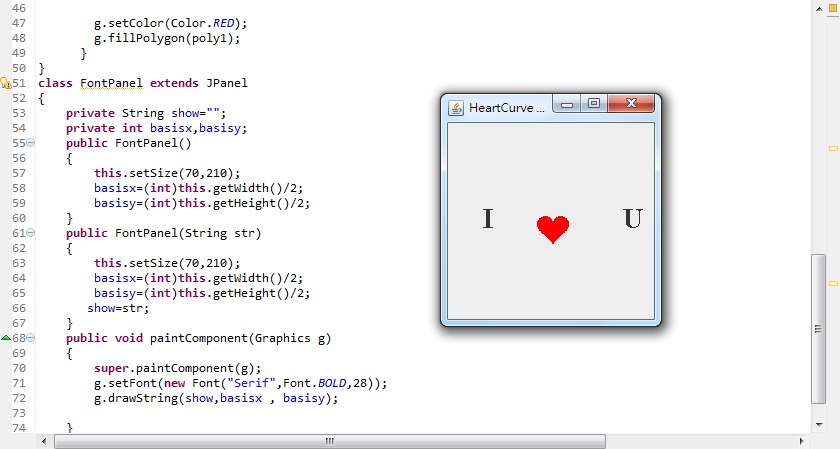 46
47 g.setColor(Color.RED);
48 g.fillPolygon(poly1);
49 }
50 }
51 class FontPanel extends JPanel
52 {
53 private String show="";
54 private int basisx,basisy;
55 public FontPanel()
56 {
57 this.setSize(70,210);
58 basisx=(int)this.getWidth()/2;
59 basisy=(int)this.getHeight()/2;
60 }
61 public FontPanel(String str)
62 {
63 this.setSize(70,210);
64 basisx=(int)this.getWidth()/2;
65 basisy=(int)this.getHeight()/2;
66 show=str;
67 }
68 public void paintComponent(Graphics g)
69 {
70 super.paintComponent(g);
71 g.setFont(new Font("Serif",Font.BOLD,28));
72 g.drawString(show,basisx , basisy);
73
74 }
HeartCurve ...
I U